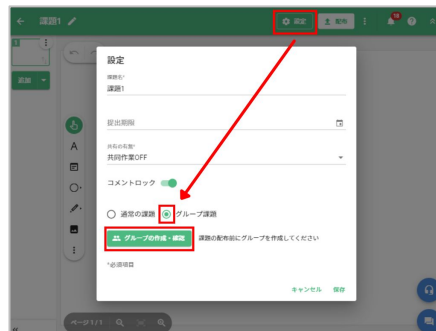 課題1
設定
配布
10
1
追加
設定
課題名*
課題1
提出期限
共有の有無*
共同作業OFF
コメントロック
通常の課題
グループ課題
グループの作成・確認
課題の配布前にグループを作成してください
*必須項目
キャンセル
保存
A
ページ1/1